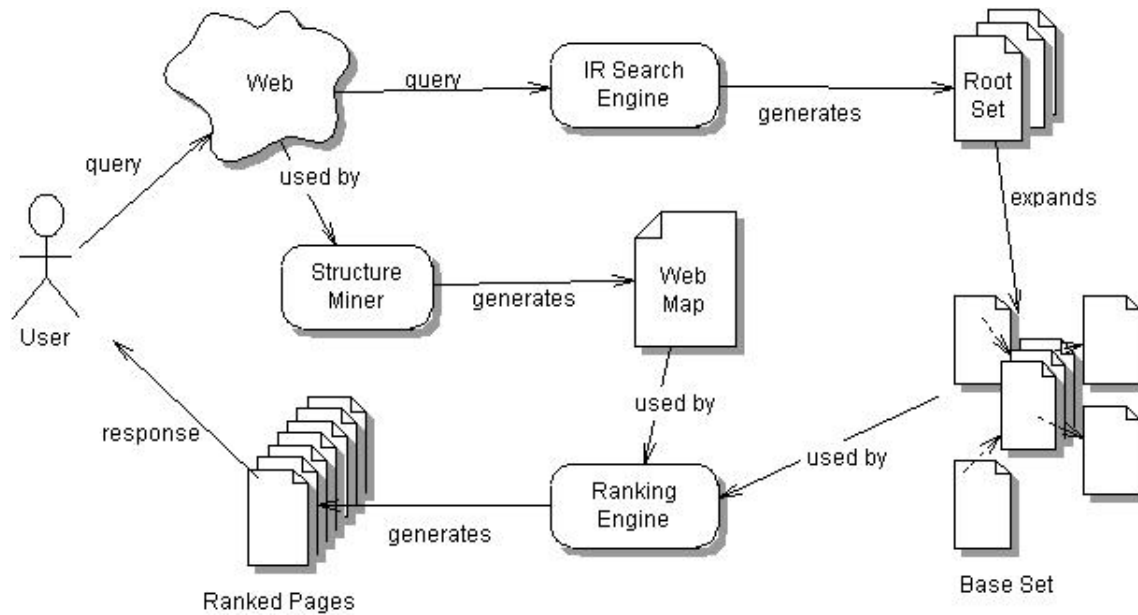 Web
query
IR Search
Engine
generates
Root
Set
query
used by
expands
User
Structure
Miner
generates
Web
Map
used by
response
used by
Ranking
Engine
generates
Ranked Pages
Base Set